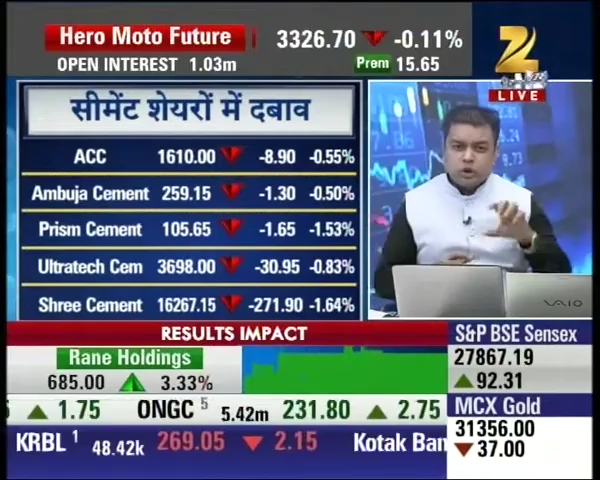 Hero Moto Future 3326.70 -0.11%
OPEN INTEREST 1.03m Prem 15.65
LIVE
सीमेंट शेयरों में दबाव
ACC 1610.00 -8.90 -0.55%
Ambuja Cement 259.15 -1.30 -0.50%
Prism Cement 105.65 -1.65 -1.53%
Ultratech Cem 3698.00 -30.95 -0.83%
Shree Cement 16267.15 -271.90 -1.64%
VAIO
RESULTS IMPACT
Rane Holdings
685.00 3.33%
S&P BSE Sensex
27867.19
92.31
MCX Gold
31356.00
37.00
5 1.75 ONGC 5 5.42m 231.80 2.75
KRBL 1 48.42k 269.05 2.15 Kotak Ban